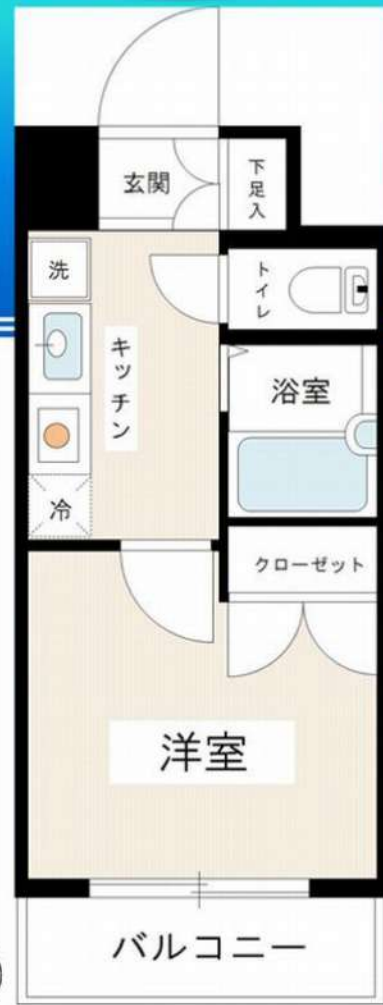 玄関
下足入
洗
トイレ
キッチン
浴室
冷
クローゼット
洋室
バルコニー